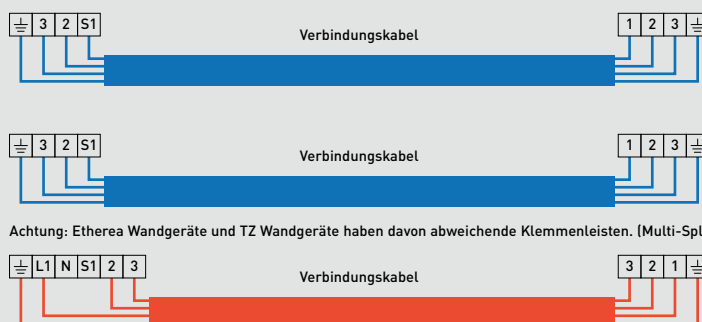 ⏚ 3 2 S1 Verbindungskabel 1 2 3 ⏚
⏚ 3 2 S1 Verbindungskabel 1 2 3 ⏚
Achtung: Etherea Wandgeräte und TZ Wandgeräte haben davon abweichende Klemmenleisten. (Multi-Spl
⏚ L1 N S1 2 3 Verbindungskabel 3 2 1 ⏚